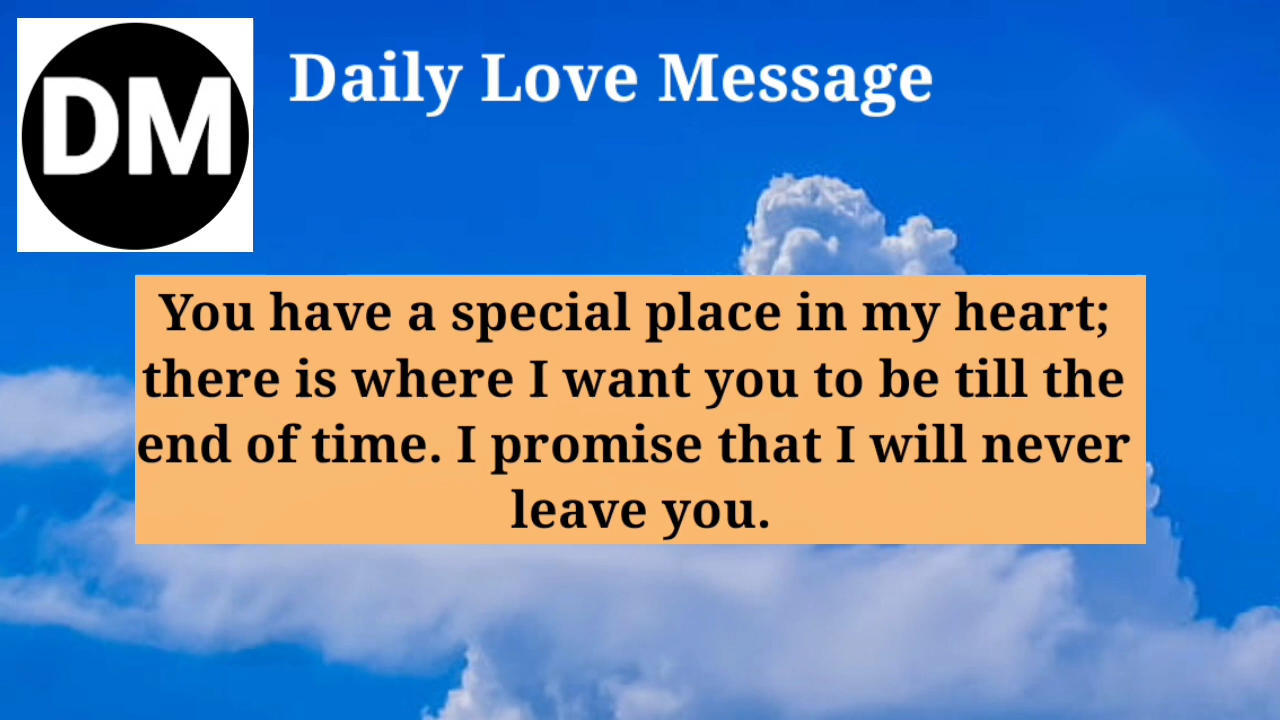 DM
Daily Love Message
You have a special place in my heart;
there is where I want you to be till the
end of time. I promise that I will never
leave you.